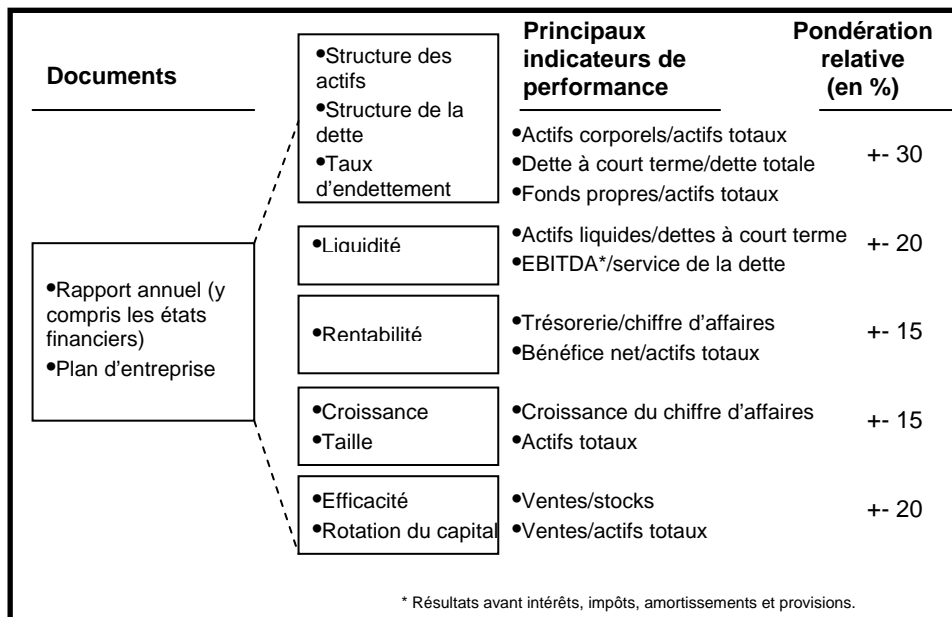 Documents
Principaux
indicateurs de
performance
Pondération
relative
(en %)
•Rapport annuel (y
compris les états
financiers)
•Plan d'entreprise
•Structure des
actifs
•Structure de la
dette
•Taux
d'endettement
•Actifs corporels/actifs totaux
•Dette à court terme/dette totale
•Fonds propres/actifs totaux
+- 30
•Liquidité
•Actifs liquides/dettes à court terme
•EBITDA*/service de la dette
+- 20
•Rentabilité
•Trésorerie/chiffre d'affaires
•Bénéfice net/actifs totaux
+- 15
•Croissance
•Taille
•Croissance du chiffre d'affaires
•Actifs totaux
+- 15
•Efficacité
•Rotation du capital
•Ventes/stocks
•Ventes/actifs totaux
+- 20
* Résultats avant intérêts, impôts, amortissements et provisions.